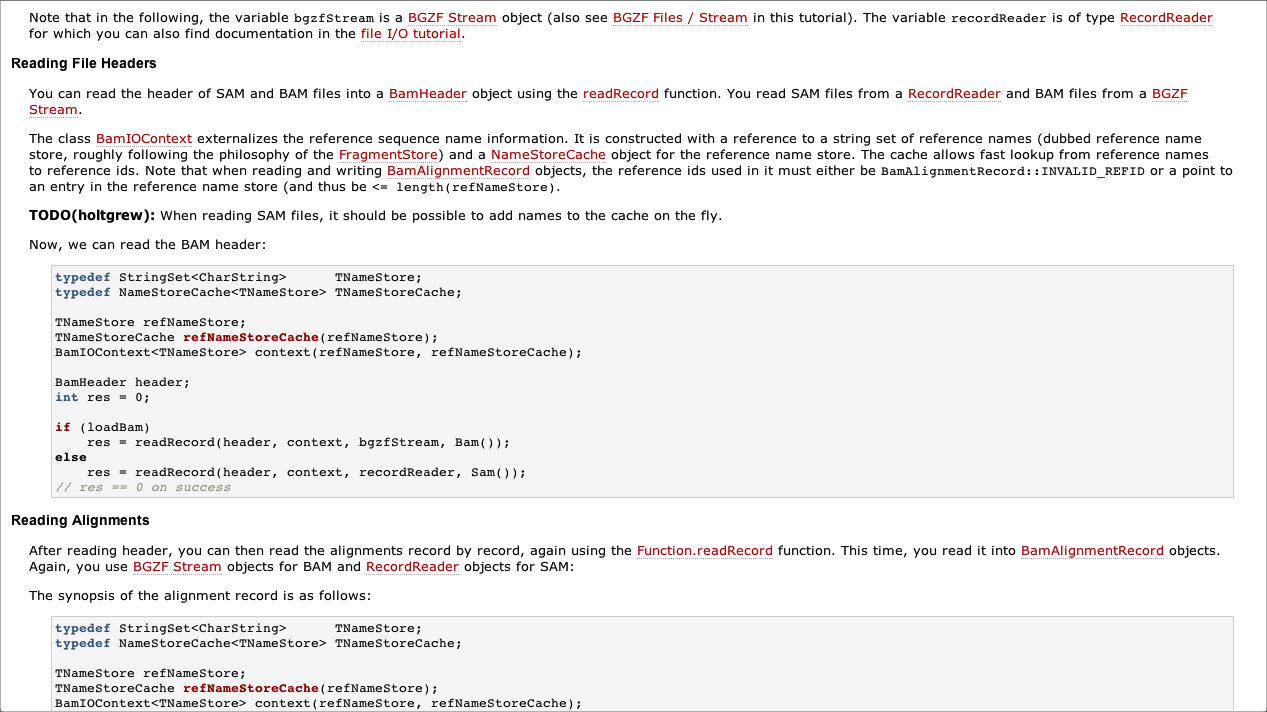 Note that in the following, the variable bgzfStream is a BGZF Stream object (also see BGZF Files / Stream in this tutorial). The variable recordReader is of type RecordReader
for which you can also find documentation in the file I/O tutorial.
Reading File Headers
You can read the header of SAM and BAM files into a BamHeader object using the readRecord function. You read SAM files from a RecordReader and BAM files from a BGZF
Stream.
The class BamIOContext externalizes the reference sequence name information. It is constructed with a reference to a string set of reference names (dubbed reference name
store, roughly following the philosophy of the FragmentStore) and a NameStoreCache object for the reference name store. The cache allows fast lookup from reference names
to reference ids. Note that when reading and writing BamAlignmentRecord objects, the reference ids used in it must either be BamAlignmentRecord::INVALID_REFID or a point to
an entry in the reference name store (and thus be <= length(refNameStore).
TODO(holtgrew): When reading SAM files, it should be possible to add names to the cache on the fly.
Now, we can read the BAM header:
typedef StringSet<CharString>      TNameStore;
typedef NameStoreCache<TNameStore> TNameStoreCache;
TNameStore refNameStore;
TNameStoreCache refNameStoreCache(refNameStore);
BamIOContext<TNameStore> context(refNameStore, refNameStoreCache);
BamHeader header;
int res = 0;
if (loadBam)
    res = readRecord(header, context, bgzfStream, Bam());
else
    res = readRecord(header, context, recordReader, Sam());
// res == 0 on success
Reading Alignments
After reading header, you can then read the alignments record by record, again using the Function.readRecord function. This time, you read it into BamAlignmentRecord objects.
Again, you use BGZF Stream objects for BAM and RecordReader objects for SAM:
The synopsis of the alignment record is as follows:
typedef StringSet<CharString>      TNameStore;
typedef NameStoreCache<TNameStore> TNameStoreCache;
TNameStore refNameStore;
TNameStoreCache refNameStoreCache(refNameStore);
BamIOContext<TNameStore> context(refNameStore, refNameStoreCache);